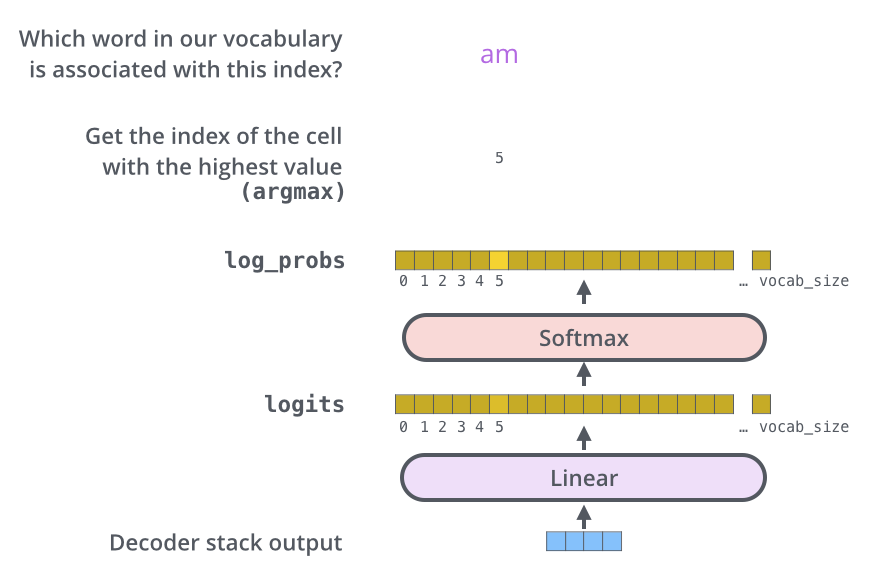 Which word in our vocabulary
is associated with this index?
am
Get the index of the cell
with the highest value
(argmax)
5
log_probs
0 1 2 3 4 5 … vocab_size
Softmax
logits
0 1 2 3 4 5 … vocab_size
Linear
Decoder stack output